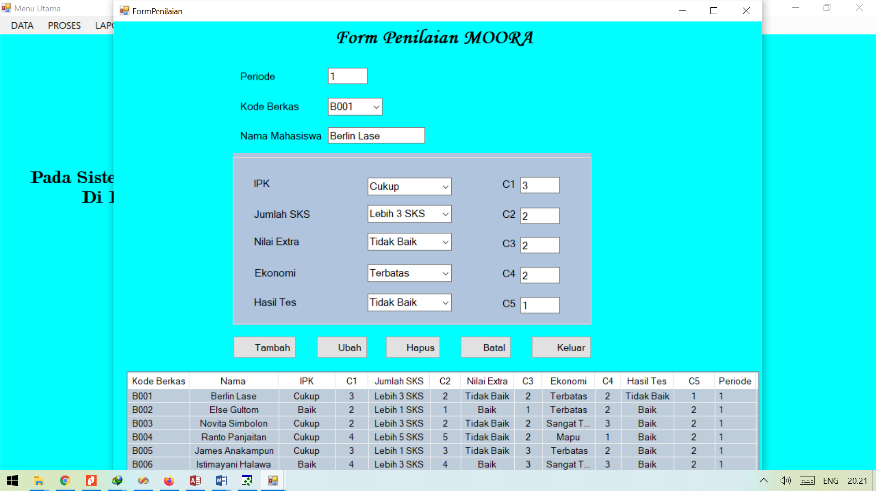 Menu Utama
FormPenilaian
DATA PROSES
Form Penilaian MOORA
Periode 1
Kode Berkas B001
Nama Mahasiswa Berlin Lase
Pada Siste
Di
IPK Cukup C1 3
Jumlah SKS Lebih 3 SKS C2 2
Nilai Extra Tidak Baik C3 2
Ekonomi Terbatas C4 2
Hasil Tes Tidak Baik C5 1
Tambah Ubah Hapus Batal Keluar
Kode Berkas Nama IPK C1 Jumlah SKS C2 Nilai Extra C3 Ekonomi C4 Hasil Tes C5 Periode
B001 Berlin Lase Cukup 3 Lebih 3 SKS 2 Tidak Baik 2 Terbatas 2 Tidak Baik 1 1
B002 Else Gultom Baik 2 Lebih 1 SKS 1 Baik 1 Terbatas 2 Baik 2 1
B003 Novita Simbolon Cukup 2 Lebih 3 SKS 2 Tidak Baik 2 Sangat T... 3 Baik 2 1
B004 Ranto Panjaitan Cukup 4 Lebih 5 SKS 5 Tidak Baik 2 Mapu 1 Baik 2 1
B005 James Anakampun Cukup 3 Lebih 1 SKS 3 Tidak Baik 3 Terbatas 2 Baik 2 1
B006 Istimayani Halawa Baik 4 Lebih 3 SKS 4 Baik 3 Sangat T... 3 Baik 2 1
ENG 20.21